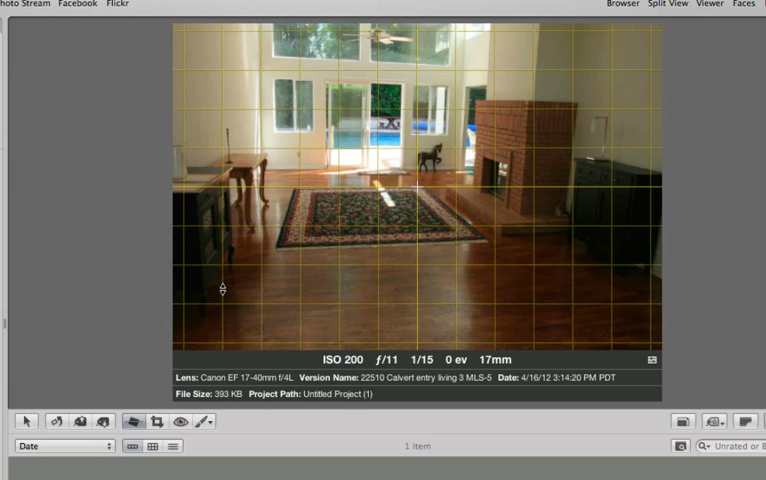 Photo Stream Facebook Flickr Browser Split View Viewer Faces
ISO 200 ƒ/11 1/15 0 ev 17mm
Lens: Canon EF 17-40mm f/4L Version Name: 22510 Calvert entry living 3 MLS-5 Date: 4/16/12 3:14:20 PM PDT
File Size: 393 KB Project Path: Untitled Project (1)
Date 1 item Unrated or